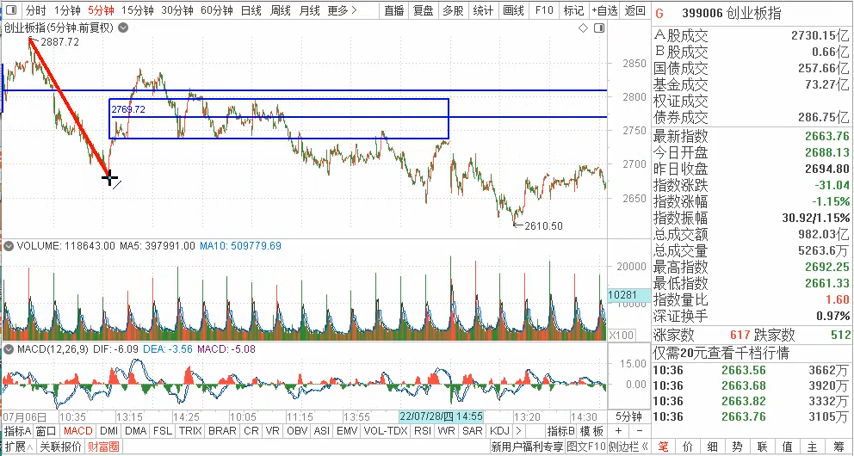 分时 1分钟 5分钟 15分钟 30分钟 60分钟 日线 周线 月线 更多 > 直播 复盘 多股 统计 画线 F10 标记 +自选 返回
G 399006 创业板指
创业板指(5分钟.前复权)
2887.72
2850
2800
2769.72
2750
2700
2650
2610.50
VOLUME: 118643.00 MA5: 397991.00 MA10: 509779.69
20000
10281
X100
MACD(12,26,9) DIF: -6.09 DEA: -3.56 MACD: -5.08
15.00
0.00
07月06日 10:35 13:15 14:25 10:05 11:15 13:55 22/07/28/四 14:55 13:20 14:30 5分钟
指标A 窗口 MACD DMI DMA FSL TRIX BRAR CR VR OBV ASI EMV VOL-TDX RSI WR SAR KDJ > 指标B 模板 + -
扩展∧ 关联报价 财富圈 新用户福利专享 图文F10 侧边栏《
A股成交 2730.15亿
B股成交 0.66亿
国债成交 257.66亿
基金成交 73.27亿
权证成交
债券成交 286.75亿
最新指数 2663.76
今日开盘 2688.13
昨日收盘 2694.80
指数涨跌 -31.04
指数涨幅 -1.15%
指数振幅 30.92/1.15%
总成交额 982.03亿
总成交量 5263.6万
最高指数 2692.25
最低指数 2661.33
指数量比 1.60
深证换手 0.97%
涨家数 617 跌家数 512
仅需20元查看千档行情
10:36 2663.56 3662万
10:36 2663.68 3920万
10:36 2663.82 3332万
10:36 2663.76 3105万
笔 价 细 势 联 值 主 筹